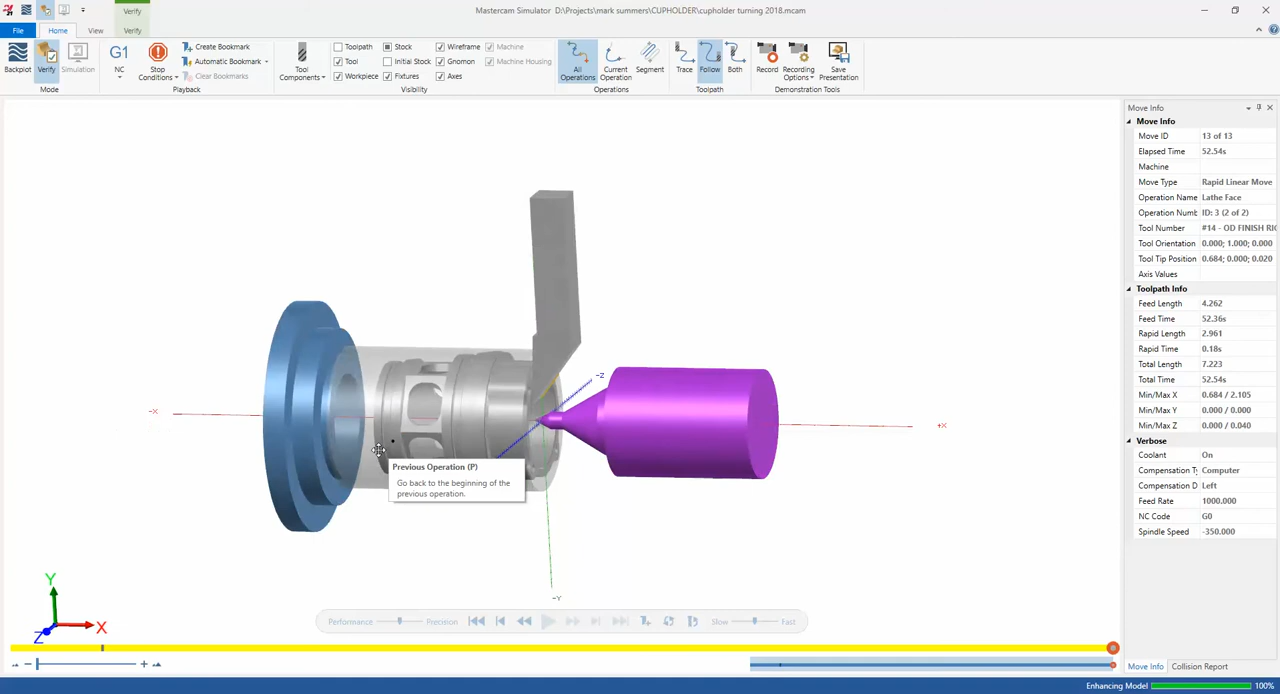 Verify
Mastercam Simulator D:\Projects\mark summers\CUPHOLDER\cupholder turning 2018.mcam
File
Home
View
Verify
Backplot
Verify
Simulation
Mode
G1
NC
Stop
Conditions
Create Bookmark
Automatic Bookmark
Clear Bookmarks
Playback
Tool
Components
Toolpath
Tool
Workpiece
Stock
Initial Stock
Fixtures
Wireframe
Gnomon
Axes
Machine
Machine Housing
Visibility
All
Operations
Current
Operation
Segment
Operations
Trace
Follow
Both
Toolpath
Record
Recording
Options
Save
Presentation
Demonstration Tools
-X
+X
-Z
-Y
Previous Operation (P)
Go back to the beginning of the
previous operation.
Y
X
Z
Performance
Precision
Slow
Fast
Move Info
Move Info
Move ID 13 of 13
Elapsed Time 52.54s
Machine
Move Type Rapid Linear Move
Operation Name Lathe Face
Operation Numb ID: 3 (2 of 2)
Tool Number #14 - OD FINISH RI
Tool Orientation 0.000; 1.000; 0.000
Tool Tip Position 0.684; 0.000; 0.020
Axis Values
Toolpath Info
Feed Length 4.262
Feed Time 52.36s
Rapid Length 2.961
Rapid Time 0.18s
Total Length 7.223
Total Time 52.54s
Min/Max X 0.684 / 2.105
Min/Max Y 0.000 / 0.000
Min/Max Z 0.000 / 0.040
Verbose
Coolant On
Compensation T Computer
Compensation D Left
Feed Rate 1000.000
NC Code G0
Spindle Speed -350.000
Move Info
Collision Report
Enhancing Model 100%